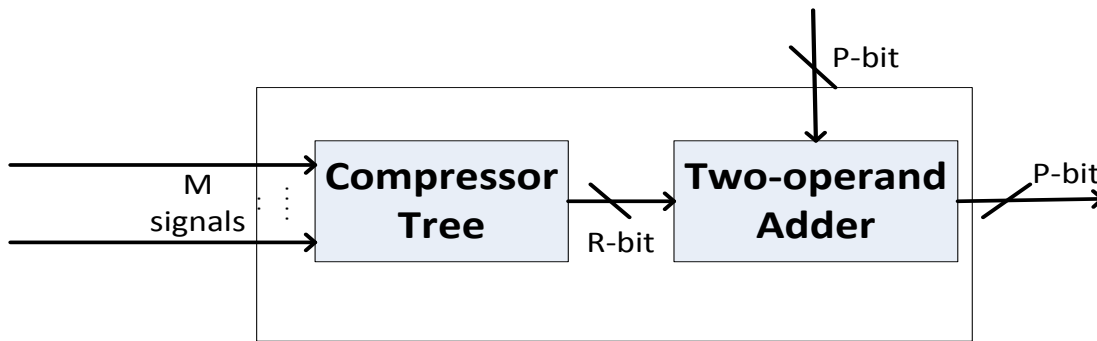 P-bit
M
signals
Compressor
Tree
R-bit
Two-operand
Adder
P-bit